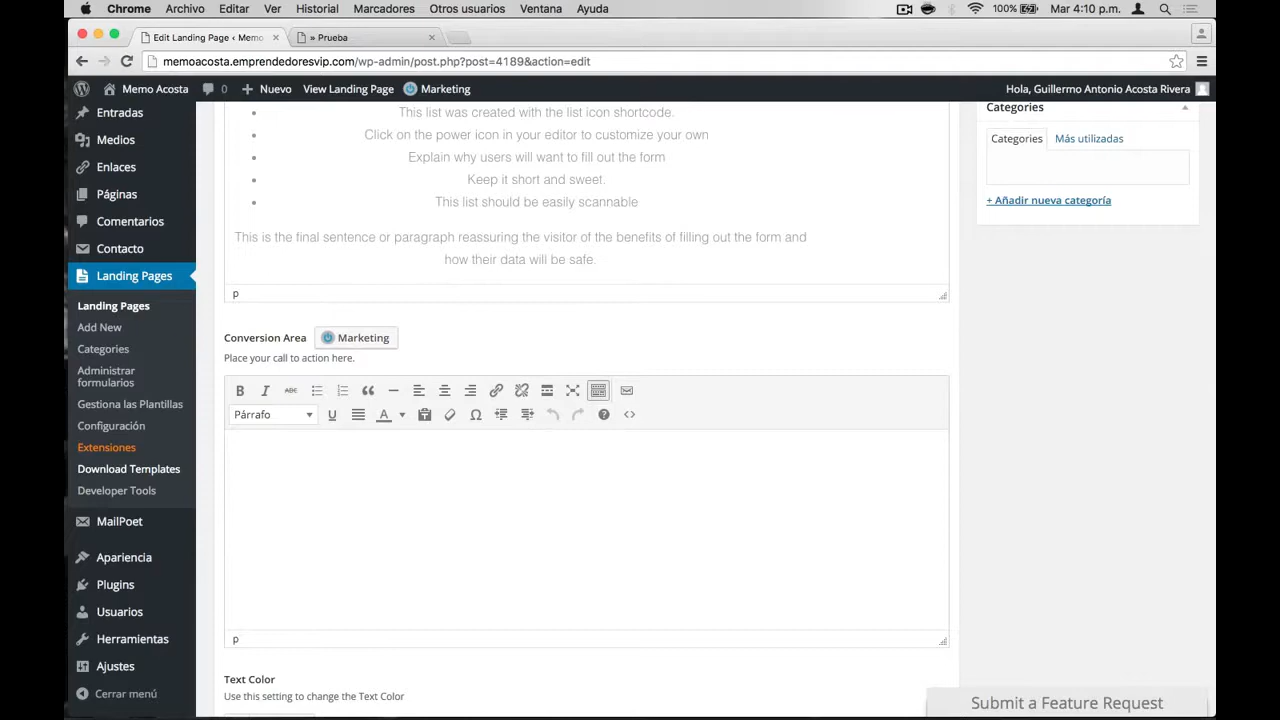 Chrome Archivo Editar Ver Historial Marcadores Otros usuarios Ventana Ayuda 100% Mar 4:10 p.m.
Edit Landing Page ‹ Memo × » Prueba ×
memoacosta.emprendedoresvip.com/wp-admin/post.php?post=4189&action=edit
Memo Acosta 0 + Nuevo View Landing Page Marketing Hola, Guillermo Antonio Acosta Rivera
Entradas
Medios
Enlaces
Páginas
Comentarios
Contacto
Landing Pages
Landing Pages
Add New
Categories
Administrar
formularios
Gestiona las Plantillas
Configuración
Extensiones
Download Templates
Developer Tools
MailPoet
Apariencia
Plugins
Usuarios
Herramientas
Ajustes
Cerrar menú
• This list was created with the list icon shortcode.
• Click on the power icon in your editor to customize your own
• Explain why users will want to fill out the form
• Keep it short and sweet.
• This list should be easily scannable
This is the final sentence or paragraph reassuring the visitor of the benefits of filling out the form and
how their data will be safe.
p
Conversion Area Marketing
Place your call to action here.
B I ABC
Párrafo U A Ω
p
Text Color
Use this setting to change the Text Color
Categories
Categories Más utilizadas
+ Añadir nueva categoría
Submit a Feature Request